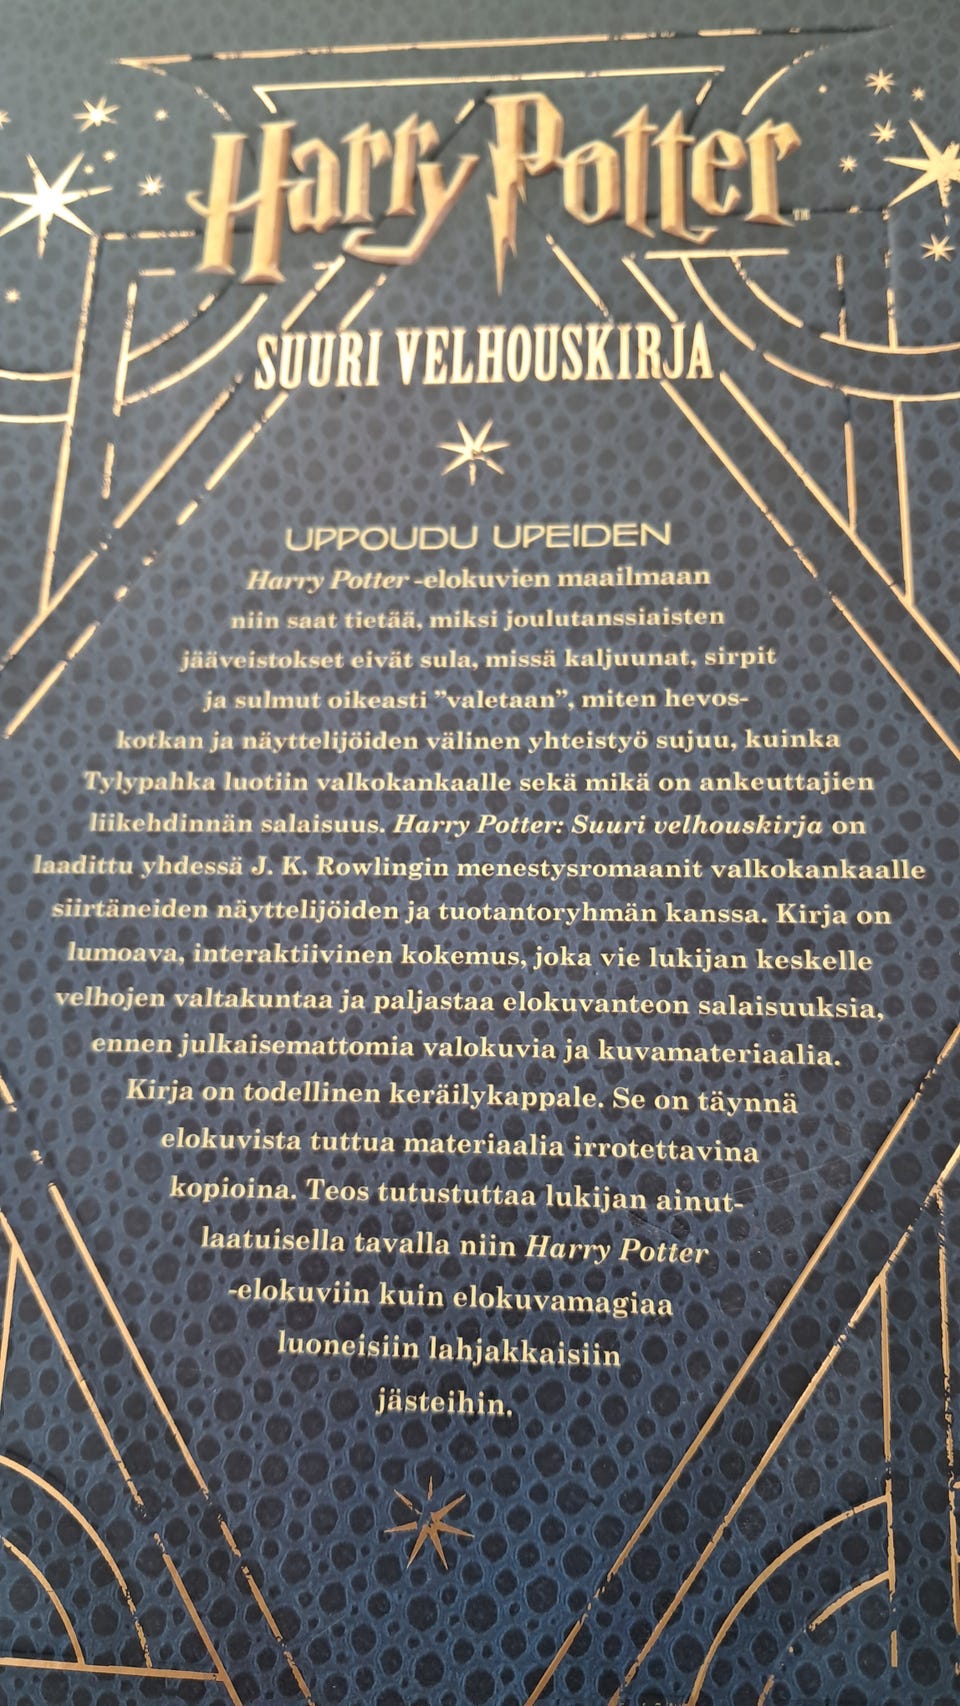 Harry Potter™
SUURI VELHOUSKIRJA
UPPOUDU UPEIDEN
Harry Potter -elokuvien maailmaan
niin saat tietää, miksi joulutanssiaisten
jääveistokset eivät sula, missä kaljuunat, sirpit
ja sulmut oikeasti ”valetaan”, miten hevos-
kotkan ja näyttelijöiden välinen yhteistyö sujuu, kuinka
Tylypahka luotiin valkokankaalle sekä mikä on ankeuttajien
liikehdinnän salaisuus. Harry Potter: Suuri velhouskirja on
laadittu yhdessä J. K. Rowlingin menestysromaanit valkokankaalle
siirtäneiden näyttelijöiden ja tuotantoryhmän kanssa. Kirja on
lumoava, interaktiivinen kokemus, joka vie lukijan keskelle
velhojen valtakuntaa ja paljastaa elokuvanteon salaisuuksia,
ennen julkaisemattomia valokuvia ja kuvamateriaalia.
Kirja on todellinen keräilykappale. Se on täynnä
elokuvista tuttua materiaalia irrotettavina
kopioina. Teos tutustuttaa lukijan ainut-
laatuisella tavalla niin Harry Potter
-elokuviin kuin elokuvamagiaa
luoneisiin lahjakkaisiin
jästeihin.